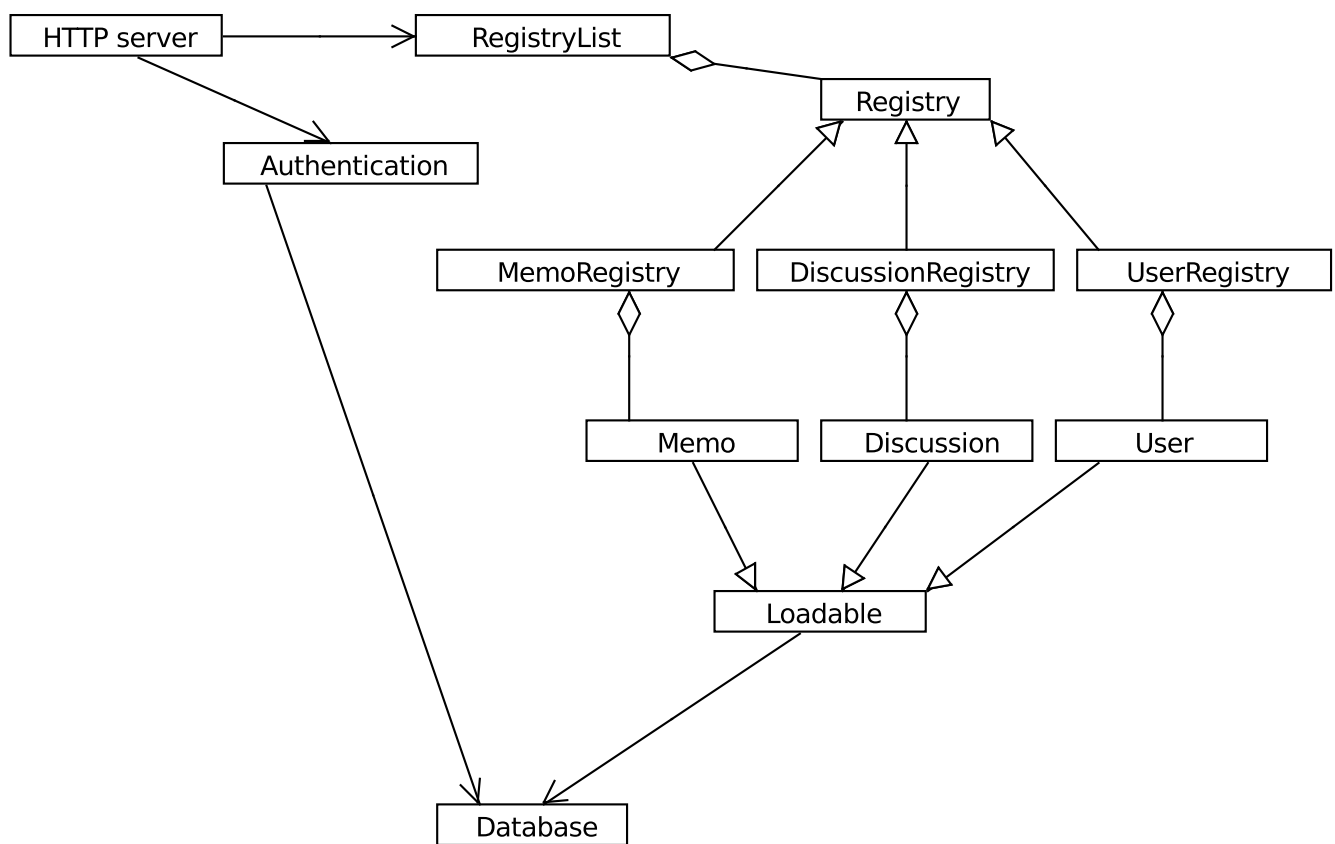 HTTP server
RegistryList
Registry
Authentication
MemoRegistry
DiscussionRegistry
UserRegistry
Memo
Discussion
User
Loadable
Database